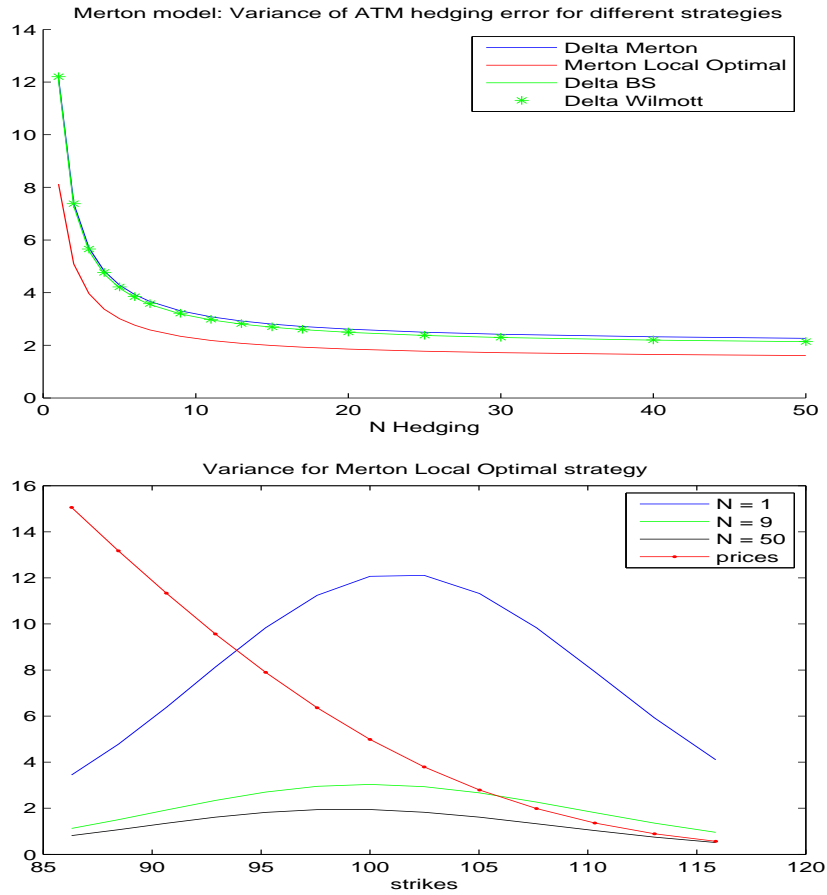 Merton model: Variance of ATM hedging error for different strategies
14
12
10
8
6
4
2
0
Delta Merton
Merton Local Optimal
Delta BS
Delta Wilmott
0 10 20 30 40 50
N Hedging
Variance for Merton Local Optimal strategy
16
14
12
10
8
6
4
2
0
N = 1
N = 9
N = 50
prices
85 90 95 100 105 110 115 120
strikes